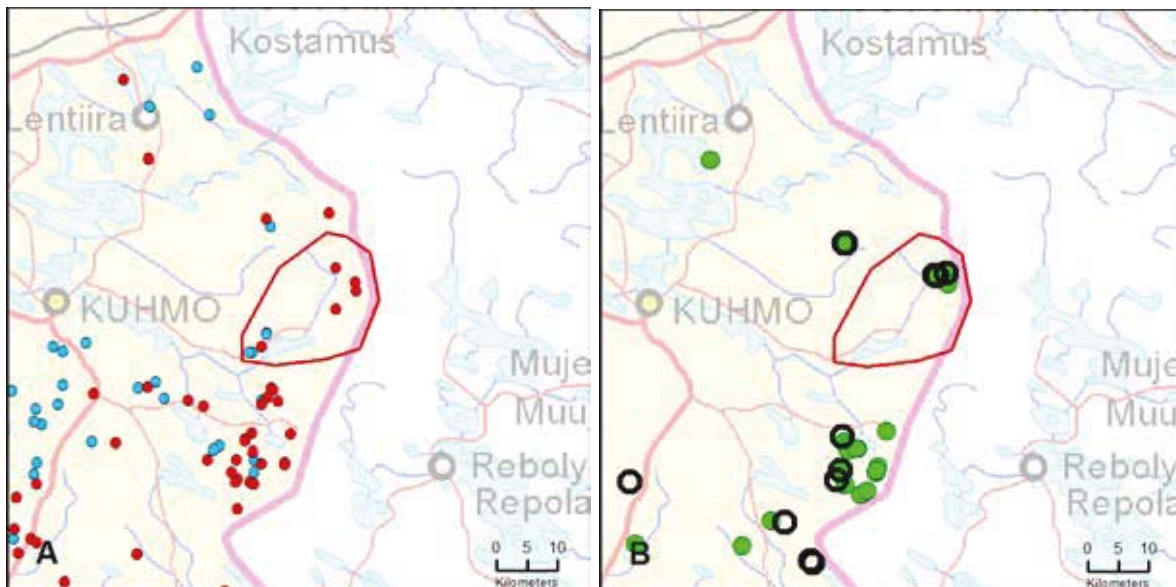 Kostamus
Lentiira
KUHMO
Muje
Muu
Reboly
Repola
A
0 5 10
Kilometers
Kostamus
Lentiira
KUHMO
Muje
Muu
Reboly
Repola
B
0 5 10
Kilometers